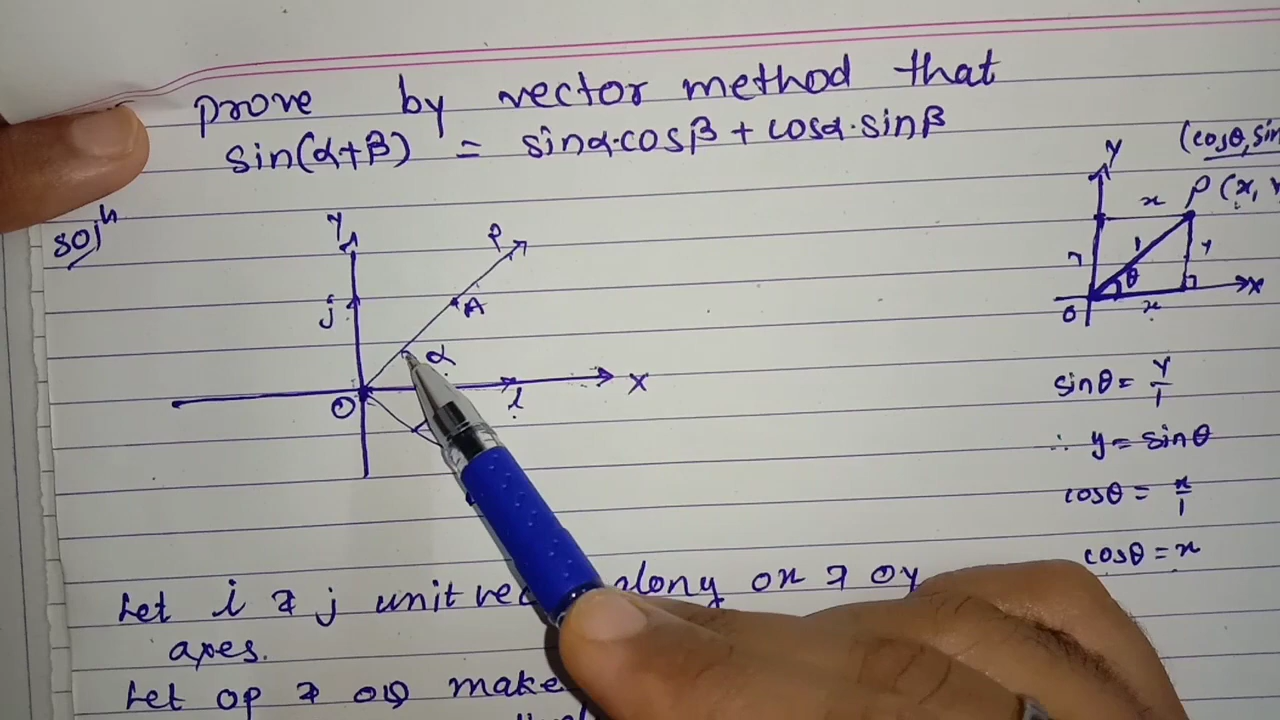 prove by vector method that
sin(α+β) = sinα·cosβ + cosα·sinβ
solⁿ
Y
P
j
A
α
O
i
X
Y
(cosθ, sin
x
P (x,
y
1
y
θ
O
x
X
sinθ = y/1
∴ y = sinθ
cosθ = x/1
cosθ = x
Let i & j unit along ox & oy
axes.
Let op & oQ make